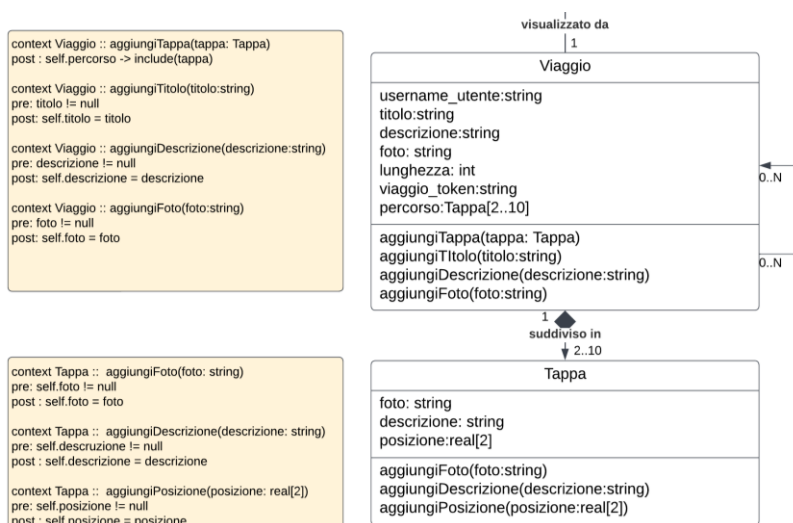 context Viaggio :: aggiungiTappa(tappa: Tappa)
post : self.percorso -> include(tappa)
context Viaggio :: aggiungiTitolo(titolo:string)
pre: titolo != null
post: self.titolo = titolo
context Viaggio :: aggiungiDescrizione(descrizione:string)
pre: descrizione != null
post: self.descrizione = descrizione
context Viaggio :: aggiungiFoto(foto:string)
pre: foto != null
post: self.foto = foto
visualizzato da
1
Viaggio
username_utente:string
titolo:string
descrizione:string
foto: string
lunghezza: int
viaggio_token:string
percorso:Tappa[2..10]
0..N
aggiungiTappa(tappa: Tappa)
aggiungiTItolo(titolo:string)
aggiungiDescrizione(descrizione:string)
aggiungiFoto(foto:string)
0..N
1
suddiviso in
2..10
context Tappa :: aggiungiFoto(foto: string)
pre: self.foto != null
post : self.foto = foto
context Tappa :: aggiungiDescrizione(descrizione: string)
pre: self.descruzione != null
post : self.descrizione = descrizione
context Tappa :: aggiungiPosizione(posizione: real[2])
pre: self.posizione != null
post : self.posizione = posizione
Tappa
foto: string
descrizione: string
posizione:real[2]
aggiungiFoto(foto:string)
aggiungiDescrizione(descrizione:string)
aggiungiPosizione(posizione:real[2])